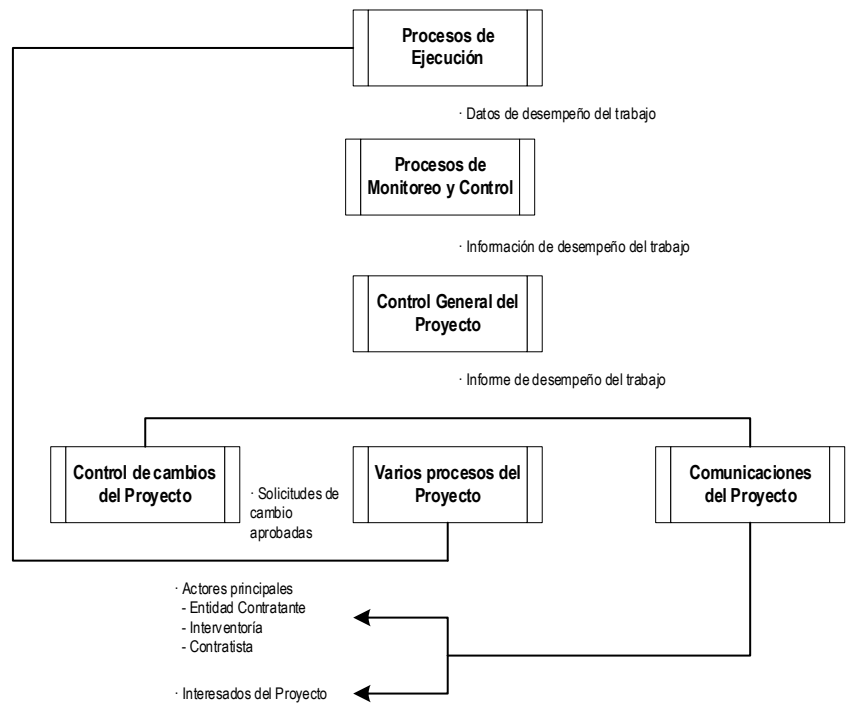 Procesos de
Ejecución
· Datos de desempeño del trabajo
Procesos de
Monitoreo y Control
· Información de desempeño del trabajo
Control General del
Proyecto
· Informe de desempeño del trabajo
Control de cambios
del Proyecto
· Solicitudes de
cambio
aprobadas
Varios procesos del
Proyecto
Comunicaciones
del Proyecto
· Actores principales
- Entidad Contratante
- Interventoría
- Contratista
· Interesados del Proyecto